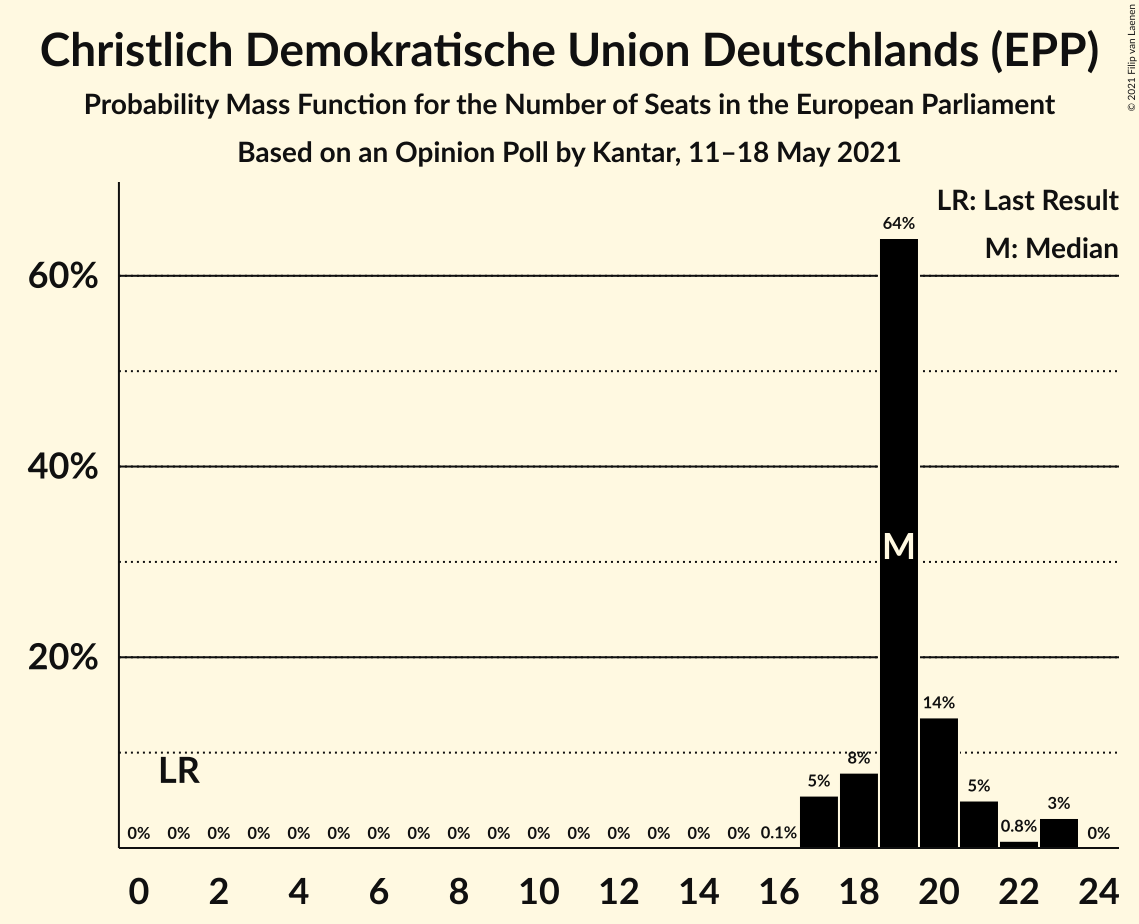 Christlich Demokratische Union Deutschlands (EPP)
Probability Mass Function for the Number of Seats in the European Parliament
Based on an Opinion Poll by Kantar, 11–18 May 2021
© 2021 Filip van Laenen
LR: Last Result
M: Median
64%
60%
40%
M
20%
14%
LR
8%
5%
5%
3%
0% 0% 0% 0% 0% 0% 0% 0% 0% 0% 0% 0% 0% 0% 0% 0% 0.1% 0.8% 0%
0 2 4 6 8 10 12 14 16 18 20 22 24